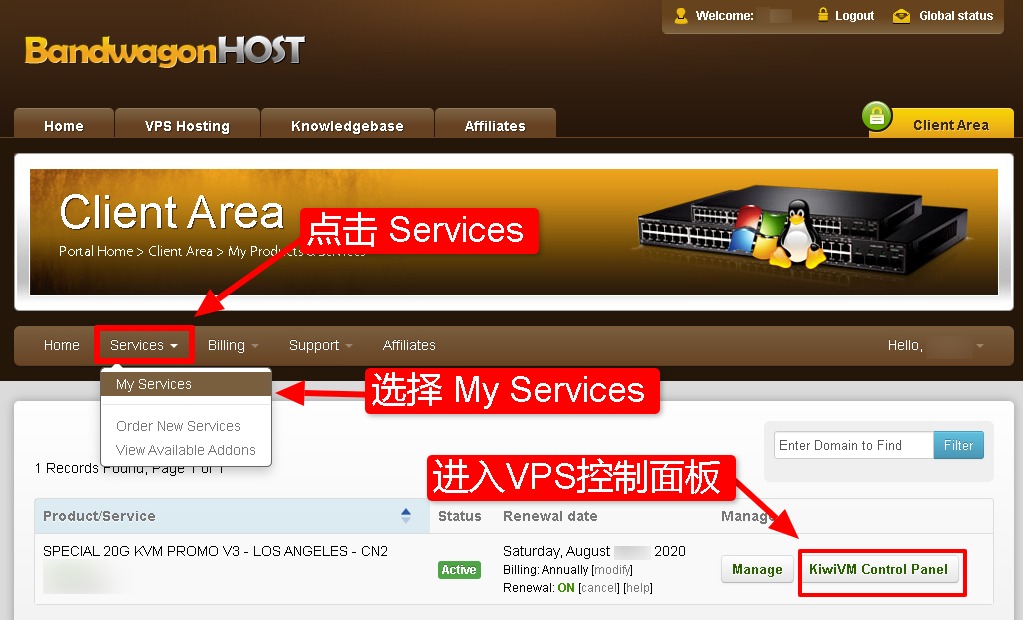 Welcome: Logout Global status
BandwagonHOST
Home VPS Hosting Knowledgebase Affiliates Client Area
Client Area
点击 Services
Portal Home > Client Area > My Products & Services
Home Services Billing Support Affiliates Hello,
My Services
选择 My Services
Order New Services
View Available Addons
Enter Domain to Find Filter
1 Records Found, Page 1 of 1
进入VPS控制面板
Product/Service Status Renewal date Manage
SPECIAL 20G KVM PROMO V3 - LOS ANGELES - CN2
Active
Saturday, August 2020
Billing: Annually [modify]
Renewal: ON [cancel] [help]
Manage KiwiVM Control Panel